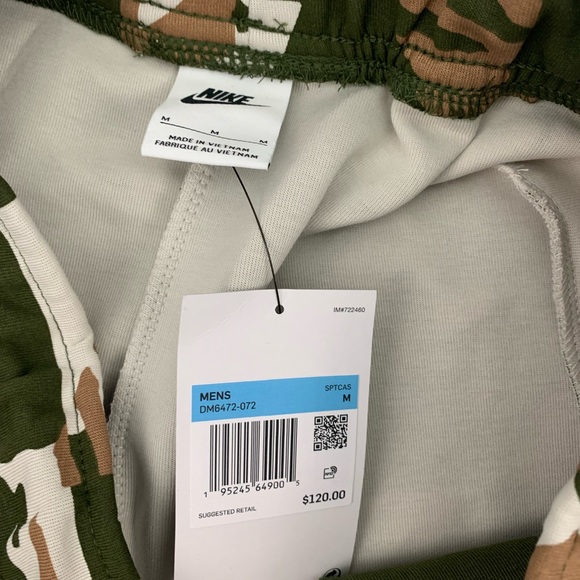 NIKE
M M M
MADE IN VIETNAM
FABRIQUE AU VIETNAM
IM#722460
MENS SPTCAS
DM6472-072 M
1 95245 64900 5
$120.00
SUGGESTED RETAIL